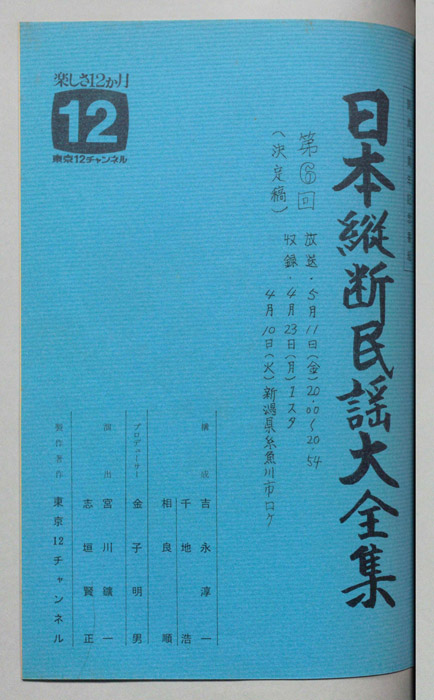 日本縦断民謡大全集
第⑥回
(決定稿)
放送・5月11日(金)20.00〜20.54
収録・4月23日(月)1スタ
4月10日(火)新潟県糸魚川市ロケ
楽しさ12か月
12
東京12チャンネル
構成 吉永淳一
千地浩
相良順
プロデューサー 金子明男
演出 宮川鑛一
志垣賢正
製作著作 東京12チャンネル